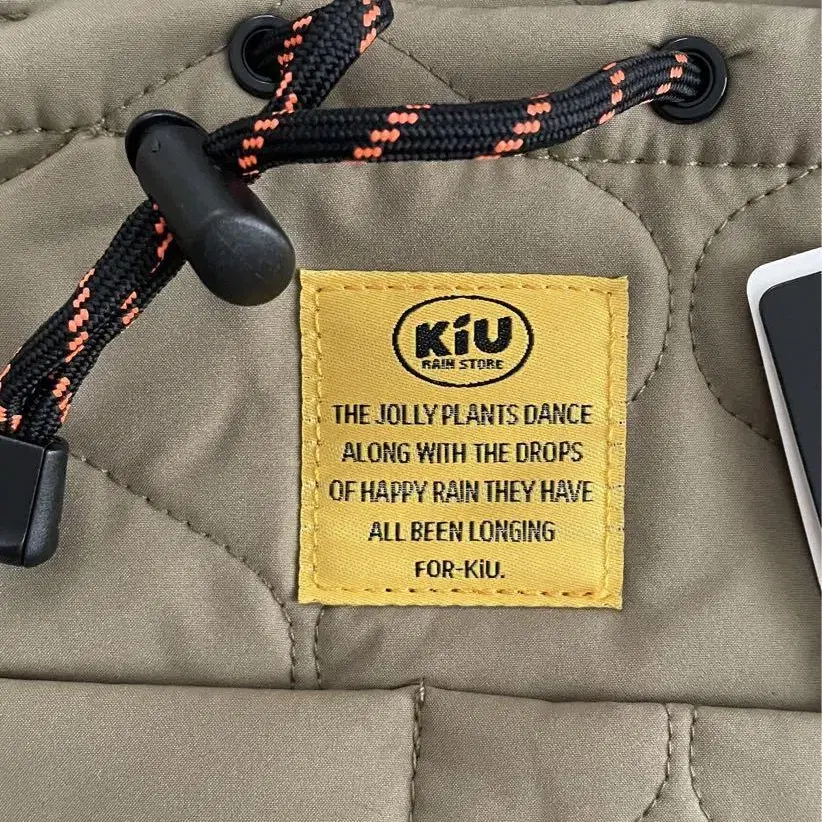 KiU
RAIN STORE
THE JOLLY PLANTS DANCE
ALONG WITH THE DROPS
OF HAPPY RAIN THEY HAVE
ALL BEEN LONGING
FOR-KiU.